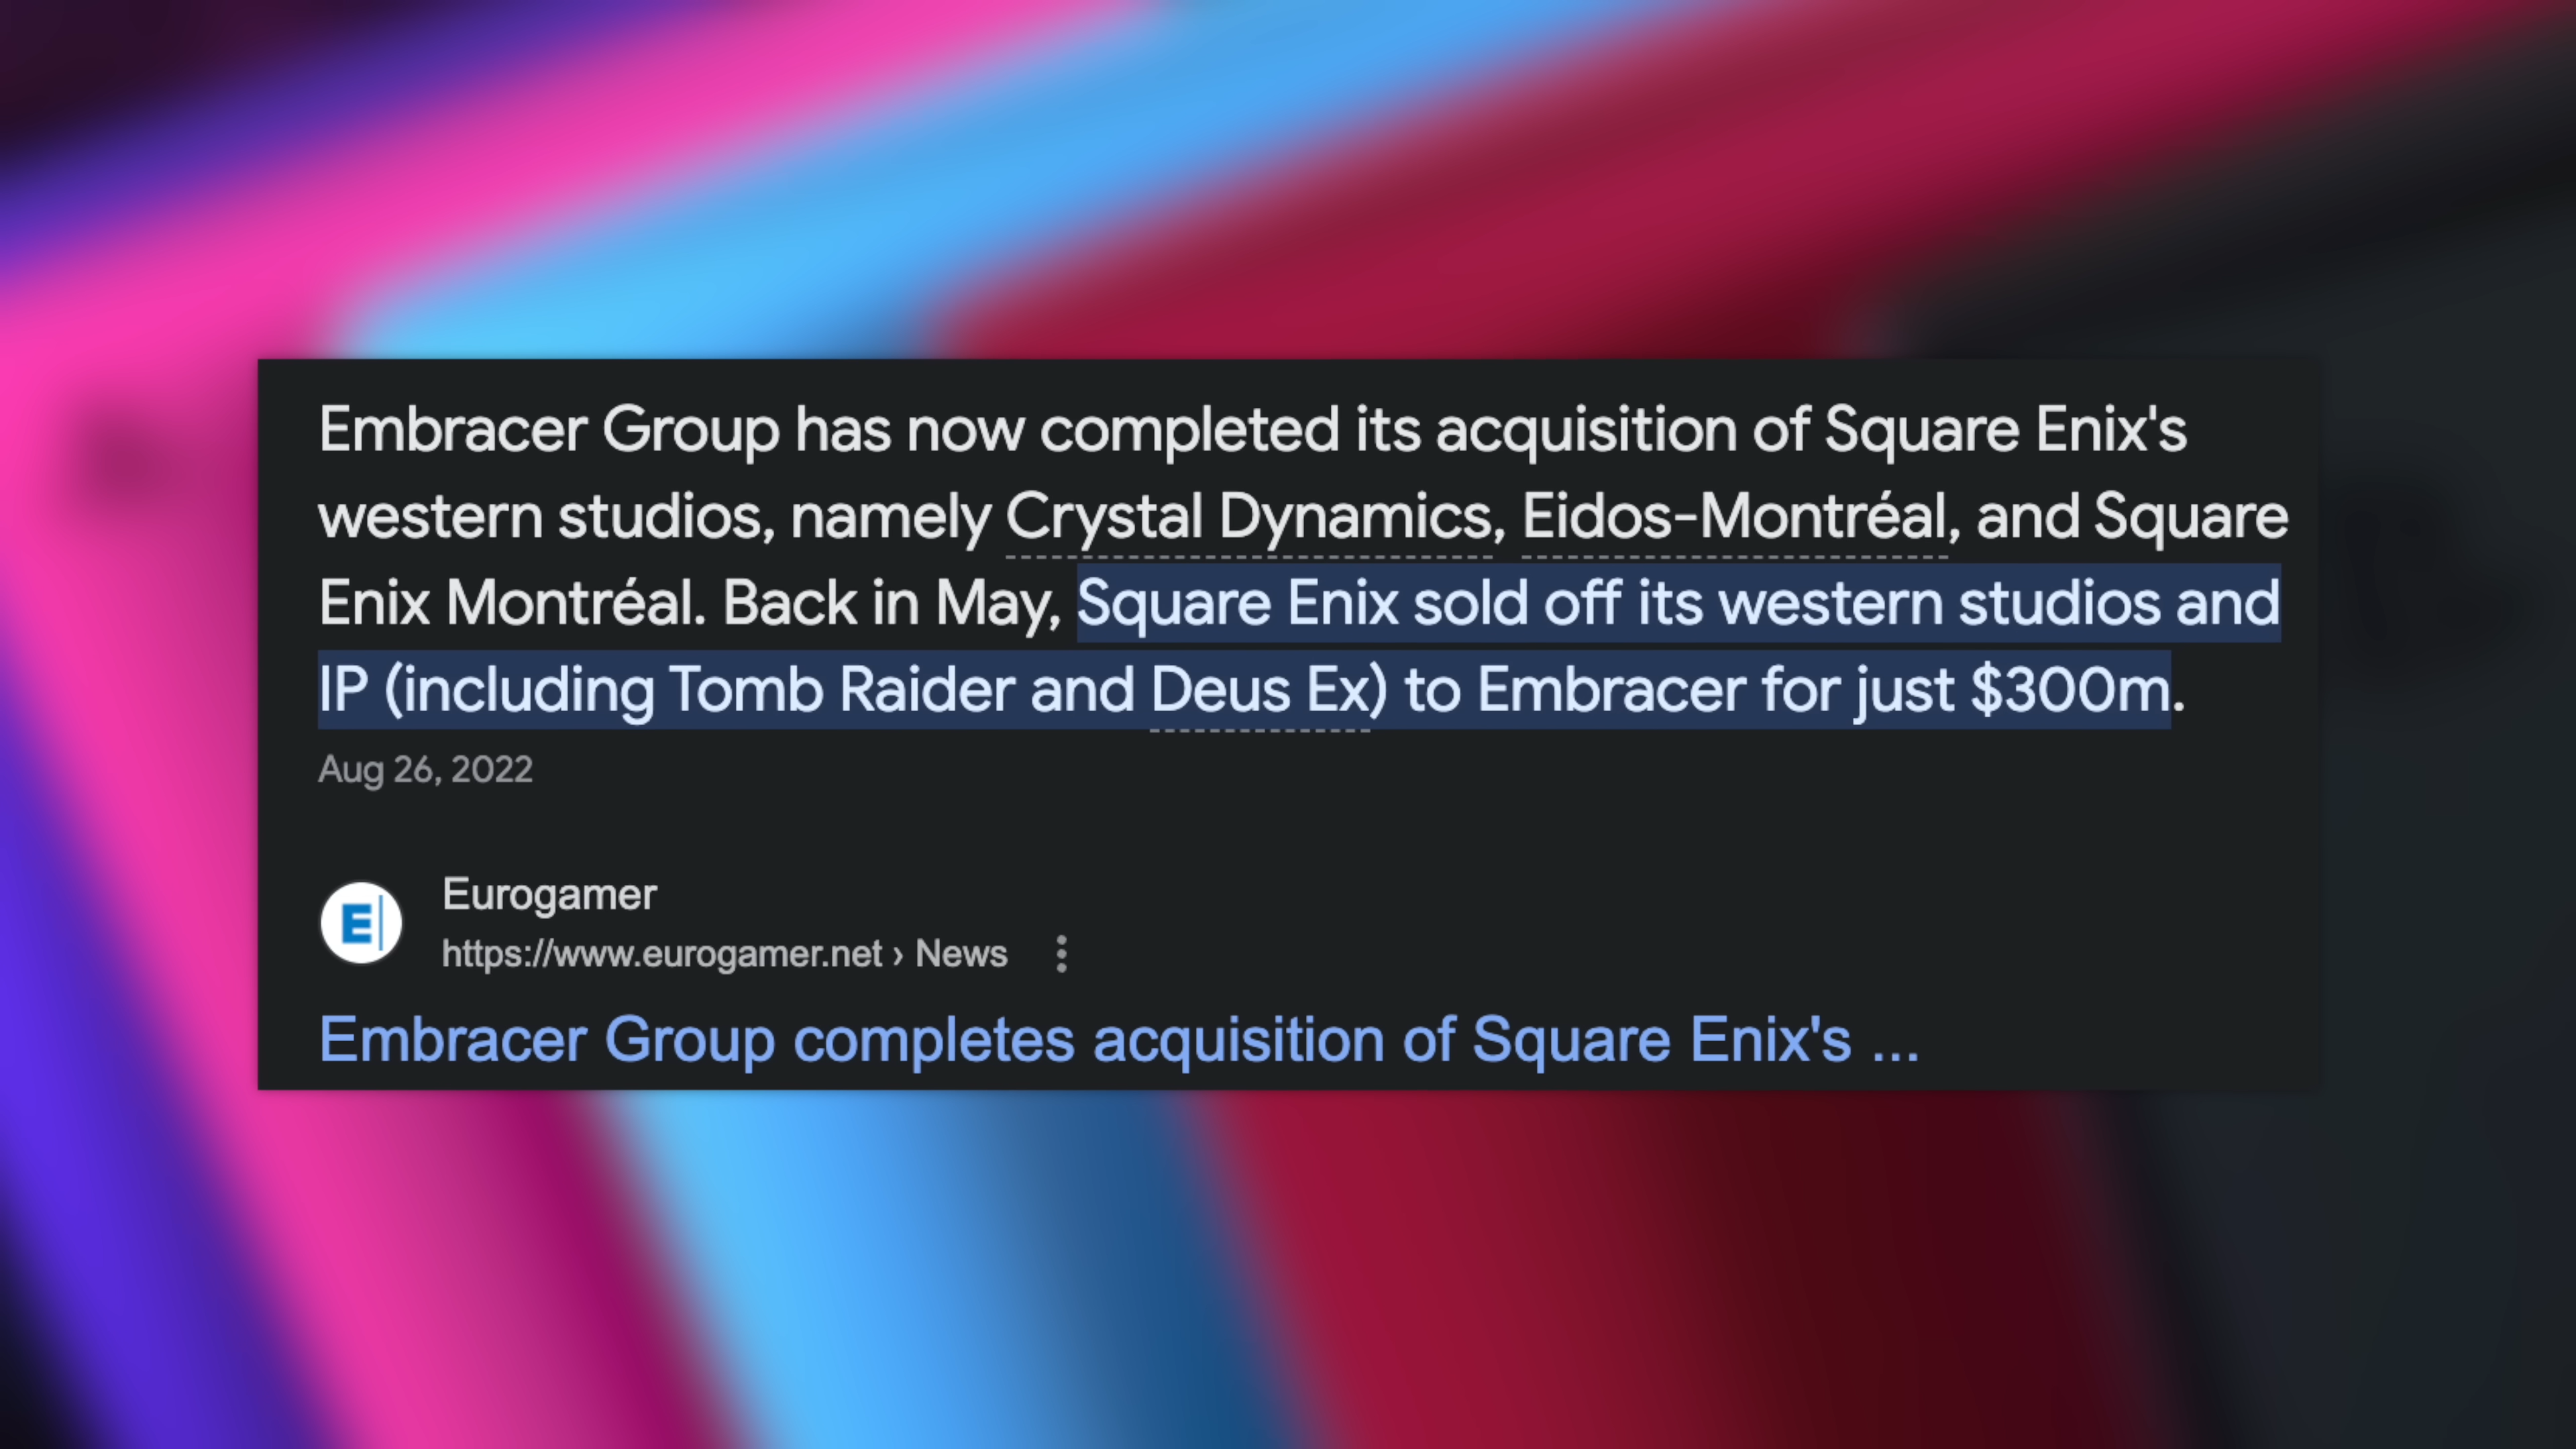 Embracer Group has now completed its acquisition of Square Enix's
western studios, namely Crystal Dynamics, Eidos-Montréal, and Square
Enix Montréal. Back in May, Square Enix sold off its western studios and
IP (including Tomb Raider and Deus Ex) to Embracer for just $300m.
Aug 26, 2022
E
Eurogamer
https://www.eurogamer.net › News
Embracer Group completes acquisition of Square Enix's ...